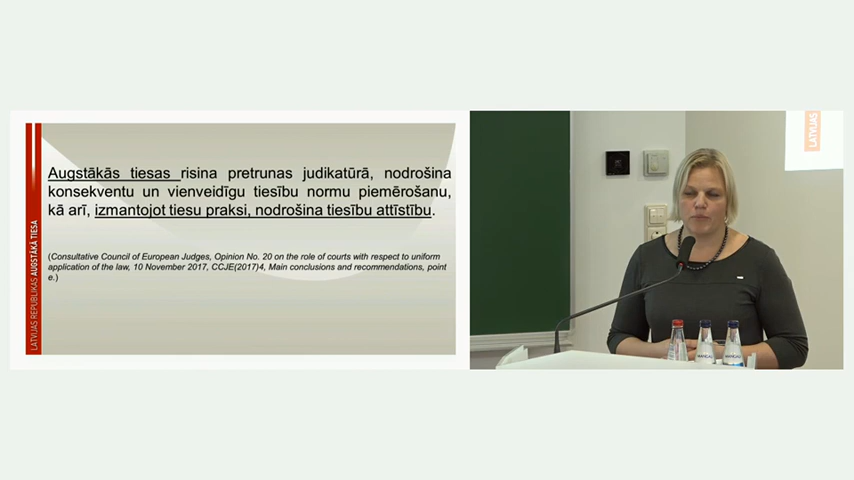 Augstākās tiesas risina pretrunas judikatūrā, nodrošina
konsekventu un vienveidīgu tiesību normu piemērošanu,
kā arī, izmantojot tiesu praksi, nodrošina tiesību attīstību.
(Consultative Council of European Judges, Opinion No. 20 on the role of courts with respect to uniform
application of the law, 10 November 2017, CCJE(2017)4, Main conclusions and recommendations, point
e.)
LATVIJAS REPUBLIKAS AUGSTĀKĀ TIESA
LATVIJAS
MANGAĻI
MANGAĻI